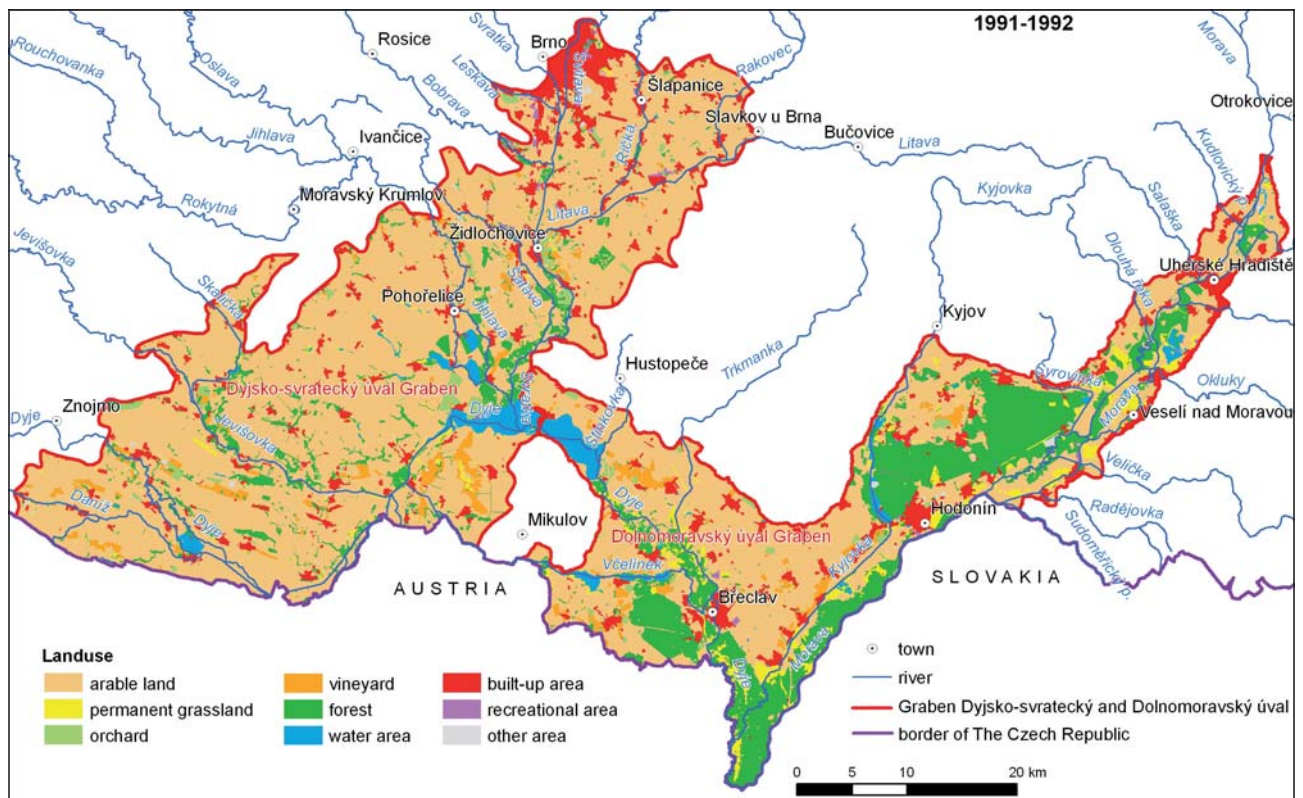 1991-1992
Rosice
Svratka
Brno
Svitava
Morava
Rouchovanka
Oslava
Leskava
Bobrava
Šlapanice
Rakovec
Otrokovice
Slavkov u Brna
Bučovice
Litava
Říčka
Kudlovický p.
Ivančice
Jihlava
Moravský Krumlov
Rokytná
Kyjovka
Salaška
Litava
Židlochovice
Jevišovka
Skalička
Šatava
Dlouhá řeka
Uherské Hradiště
Pohořelice
Jihlava
Kyjov
Hustopeče
Trkmanka
Syrovinka
Okluky
Dyjsko-svratecký úval Graben
Svratka
Štinkovka
Morava
Veselí nad Moravou
Znojmo
Dyje
Dyje
Jevišovka
Velička
Daníž
Dyje
Mikulov
Dyje
Hodonín
Radějovka
Dolnomoravský úval Graben
Sudoměřický p.
Včelínek
Kyjovka
AUSTRIA
SLOVAKIA
Břeclav
Morava
Dyje
Landuse
arable land
permanent grassland
orchard
vineyard
forest
water area
built-up area
recreational area
other area
town
river
Graben Dyjsko-svratecký and Dolnomoravský úval
border of The Czech Republic
0 5 10 20 km